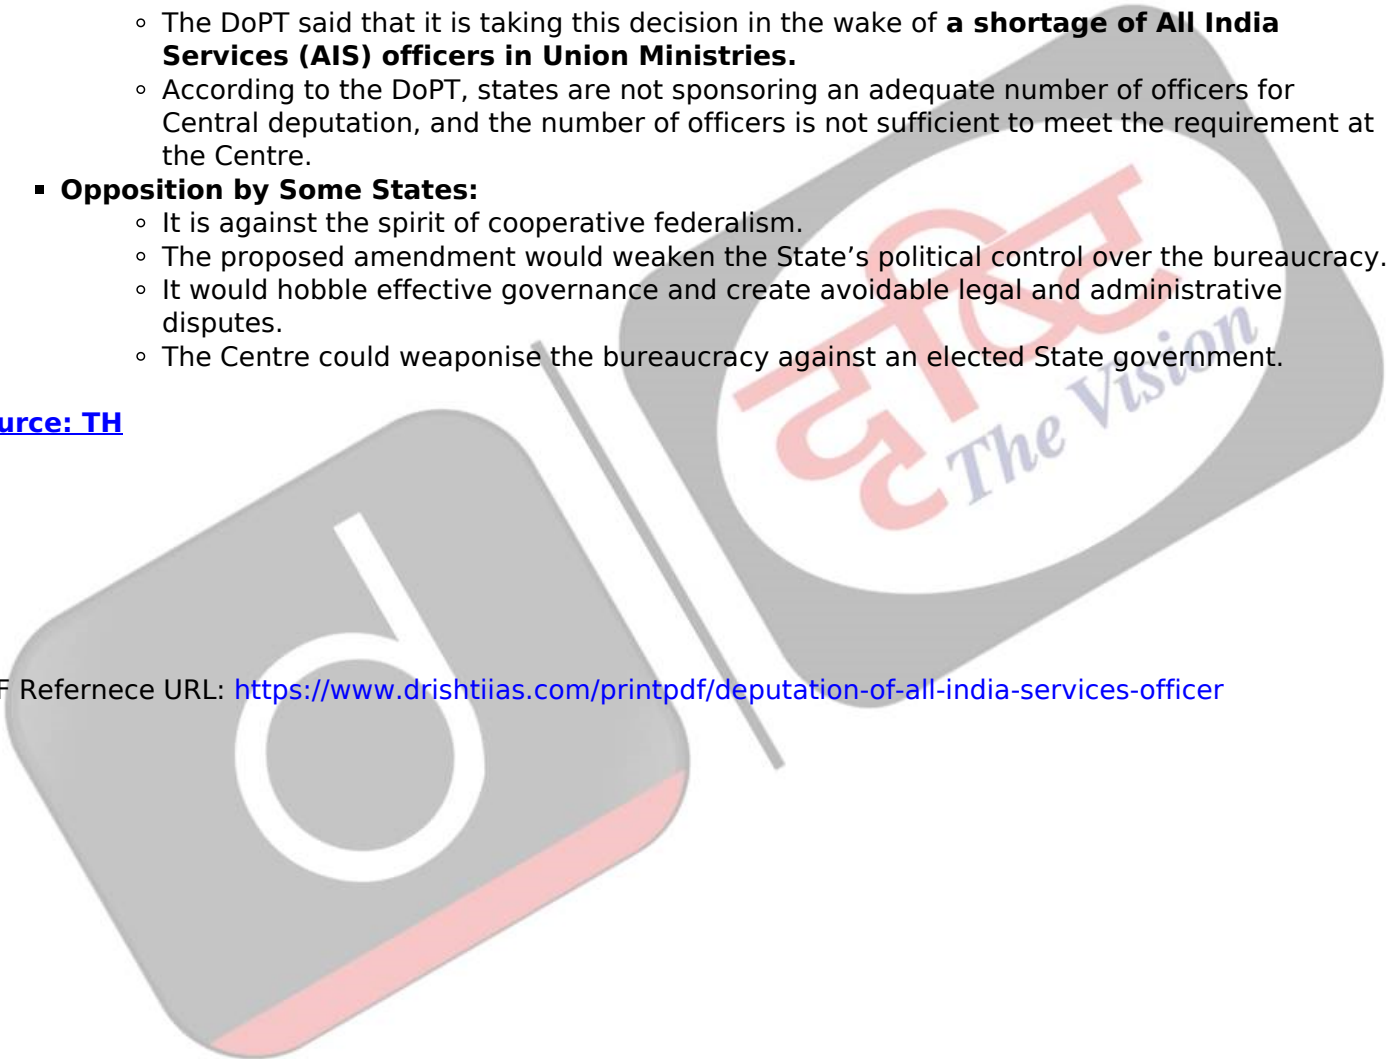 ◦ The DoPT said that it is taking this decision in the wake of a shortage of All India
Services (AIS) officers in Union Ministries.
◦ According to the DoPT, states are not sponsoring an adequate number of officers for
Central deputation, and the number of officers is not sufficient to meet the requirement at
the Centre.
▪ Opposition by Some States:
◦ It is against the spirit of cooperative federalism.
◦ The proposed amendment would weaken the State’s political control over the bureaucracy.
◦ It would hobble effective governance and create avoidable legal and administrative
disputes.
◦ The Centre could weaponise the bureaucracy against an elected State government.
urce: TH
F Refernece URL: https://www.drishtiias.com/printpdf/deputation-of-all-india-services-officer
दृष्टि
The Vision
d